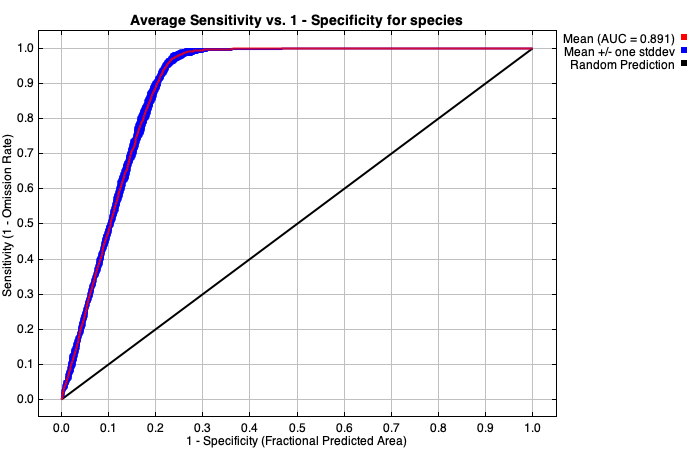 Average Sensitivity vs. 1 - Specificity for species
Mean (AUC = 0.891)
Mean +/- one stddev
Random Prediction
Sensitivity (1 - Omission Rate)
1.0
0.9
0.8
0.7
0.6
0.5
0.4
0.3
0.2
0.1
0.0
0.0 0.1 0.2 0.3 0.4 0.5 0.6 0.7 0.8 0.9 1.0
1 - Specificity (Fractional Predicted Area)